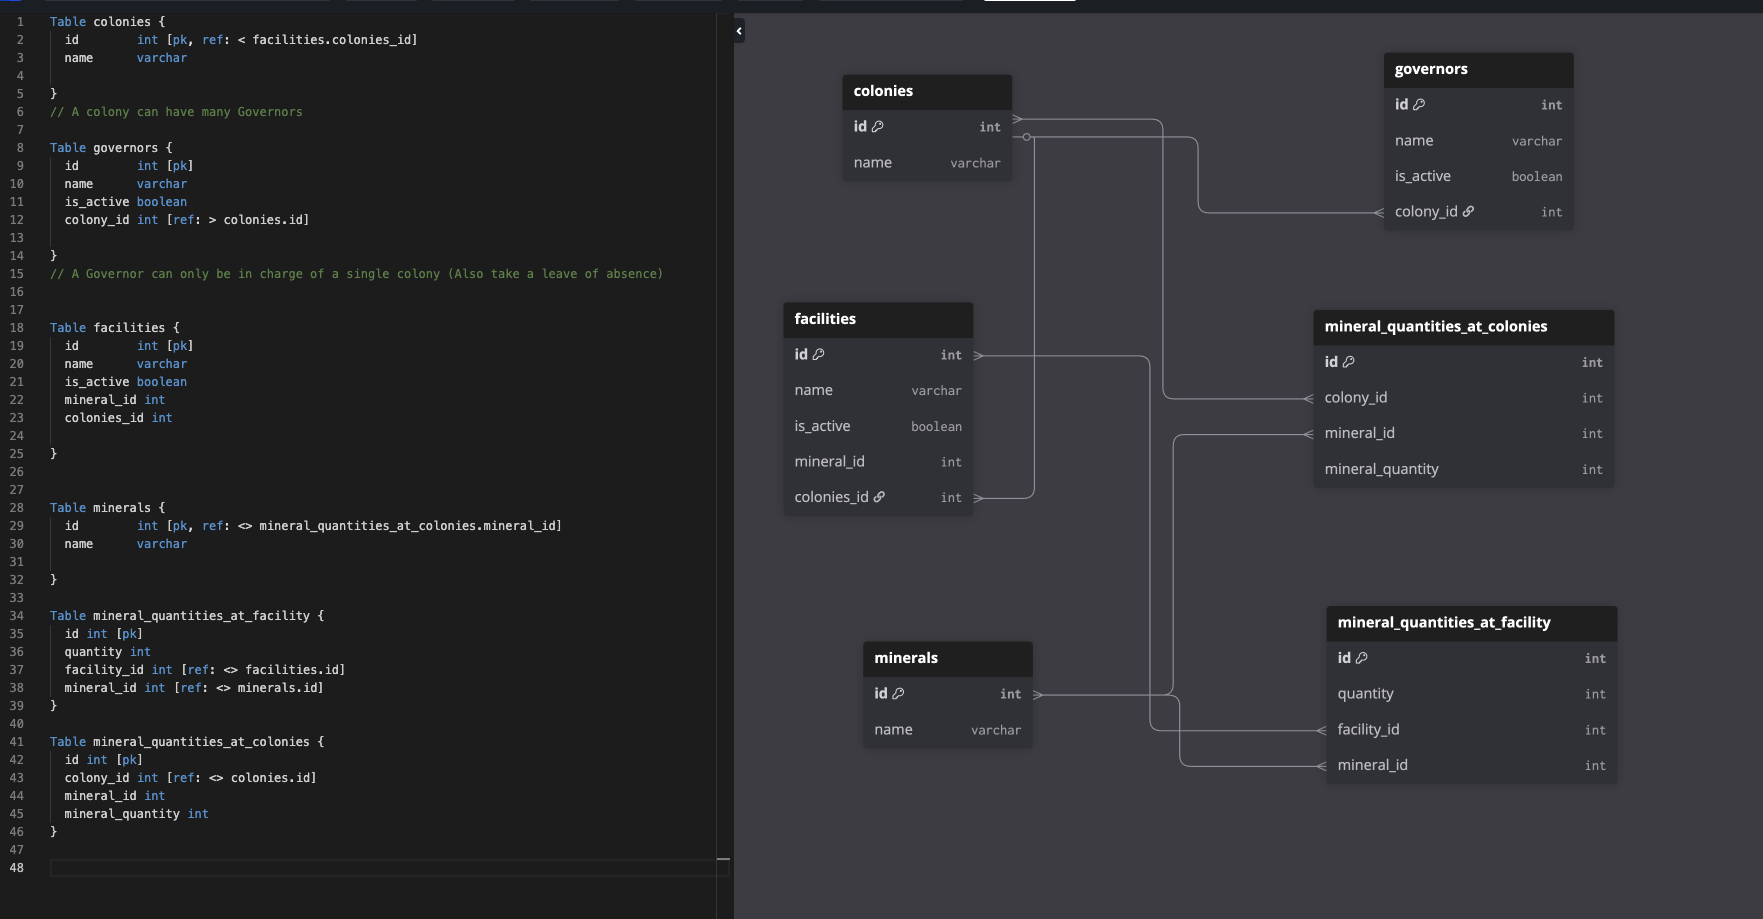 1 Table colonies {
2 id int [pk, ref: < facilities.colonies_id]
3 name varchar
4
5 }
6 // A colony can have many Governors
7
8 Table governors {
9 id int [pk]
10 name varchar
11 is_active boolean
12 colony_id int [ref: > colonies.id]
13
14 }
15 // A Governor can only be in charge of a single colony (Also take a leave of absence)
16
17
18 Table facilities {
19 id int [pk]
20 name varchar
21 is_active boolean
22 mineral_id int
23 colonies_id int
24
25 }
26
27
28 Table minerals {
29 id int [pk, ref: <> mineral_quantities_at_colonies.mineral_id]
30 name varchar
31
32 }
33
34 Table mineral_quantities_at_facility {
35 id int [pk]
36 quantity int
37 facility_id int [ref: <> facilities.id]
38 mineral_id int [ref: <> minerals.id]
39 }
40
41 Table mineral_quantities_at_colonies {
42 id int [pk]
43 colony_id int [ref: <> colonies.id]
44 mineral_id int
45 mineral_quantity int
46 }
47
48
colonies
id int
name varchar
governors
id int
name varchar
is_active boolean
colony_id int
facilities
id int
name varchar
is_active boolean
mineral_id int
colonies_id int
mineral_quantities_at_colonies
id int
colony_id int
mineral_id int
mineral_quantity int
minerals
id int
name varchar
mineral_quantities_at_facility
id int
quantity int
facility_id int
mineral_id int